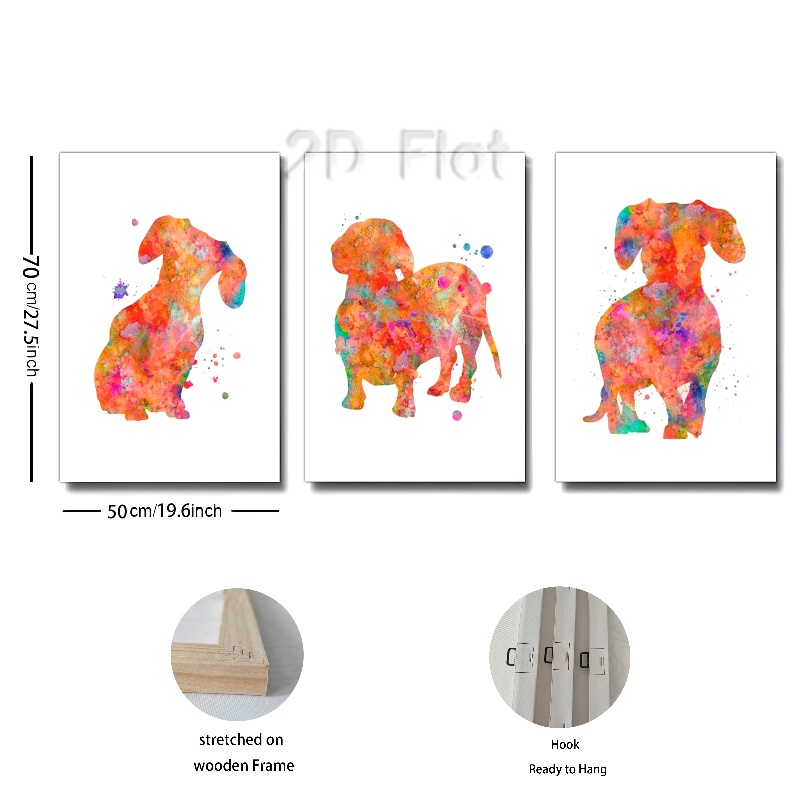 2D Flat
70 cm/27.5inch
50cm/19.6inch
stretched on
wooden Frame
Hook
Ready to Hang